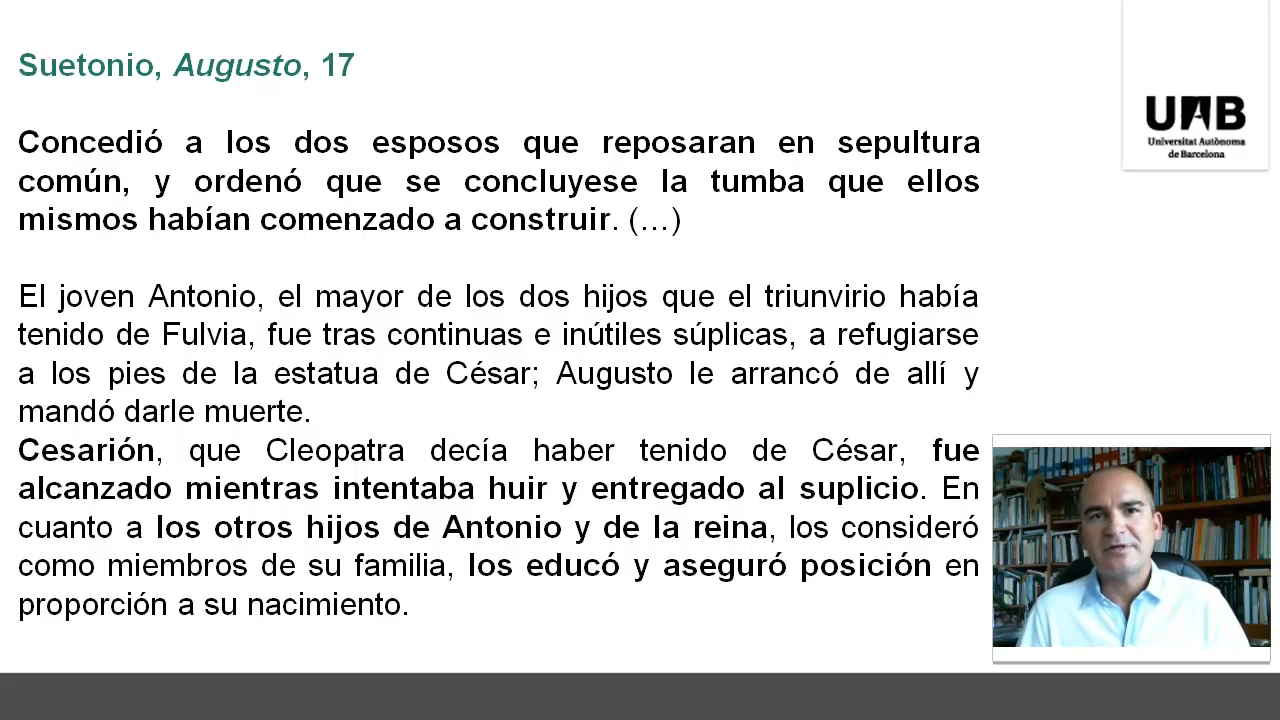 Suetonio, Augusto, 17
UAB
Universitat Autònoma
de Barcelona
Concedió a los dos esposos que reposaran en sepultura
común, y ordenó que se concluyese la tumba que ellos
mismos habían comenzado a construir. (…)
El joven Antonio, el mayor de los dos hijos que el triunvirio había
tenido de Fulvia, fue tras continuas e inútiles súplicas, a refugiarse
a los pies de la estatua de César; Augusto le arrancó de allí y
mandó darle muerte.
Cesarión, que Cleopatra decía haber tenido de César, fue
alcanzado mientras intentaba huir y entregado al suplicio. En
cuanto a los otros hijos de Antonio y de la reina, los consideró
como miembros de su familia, los educó y aseguró posición en
proporción a su nacimiento.